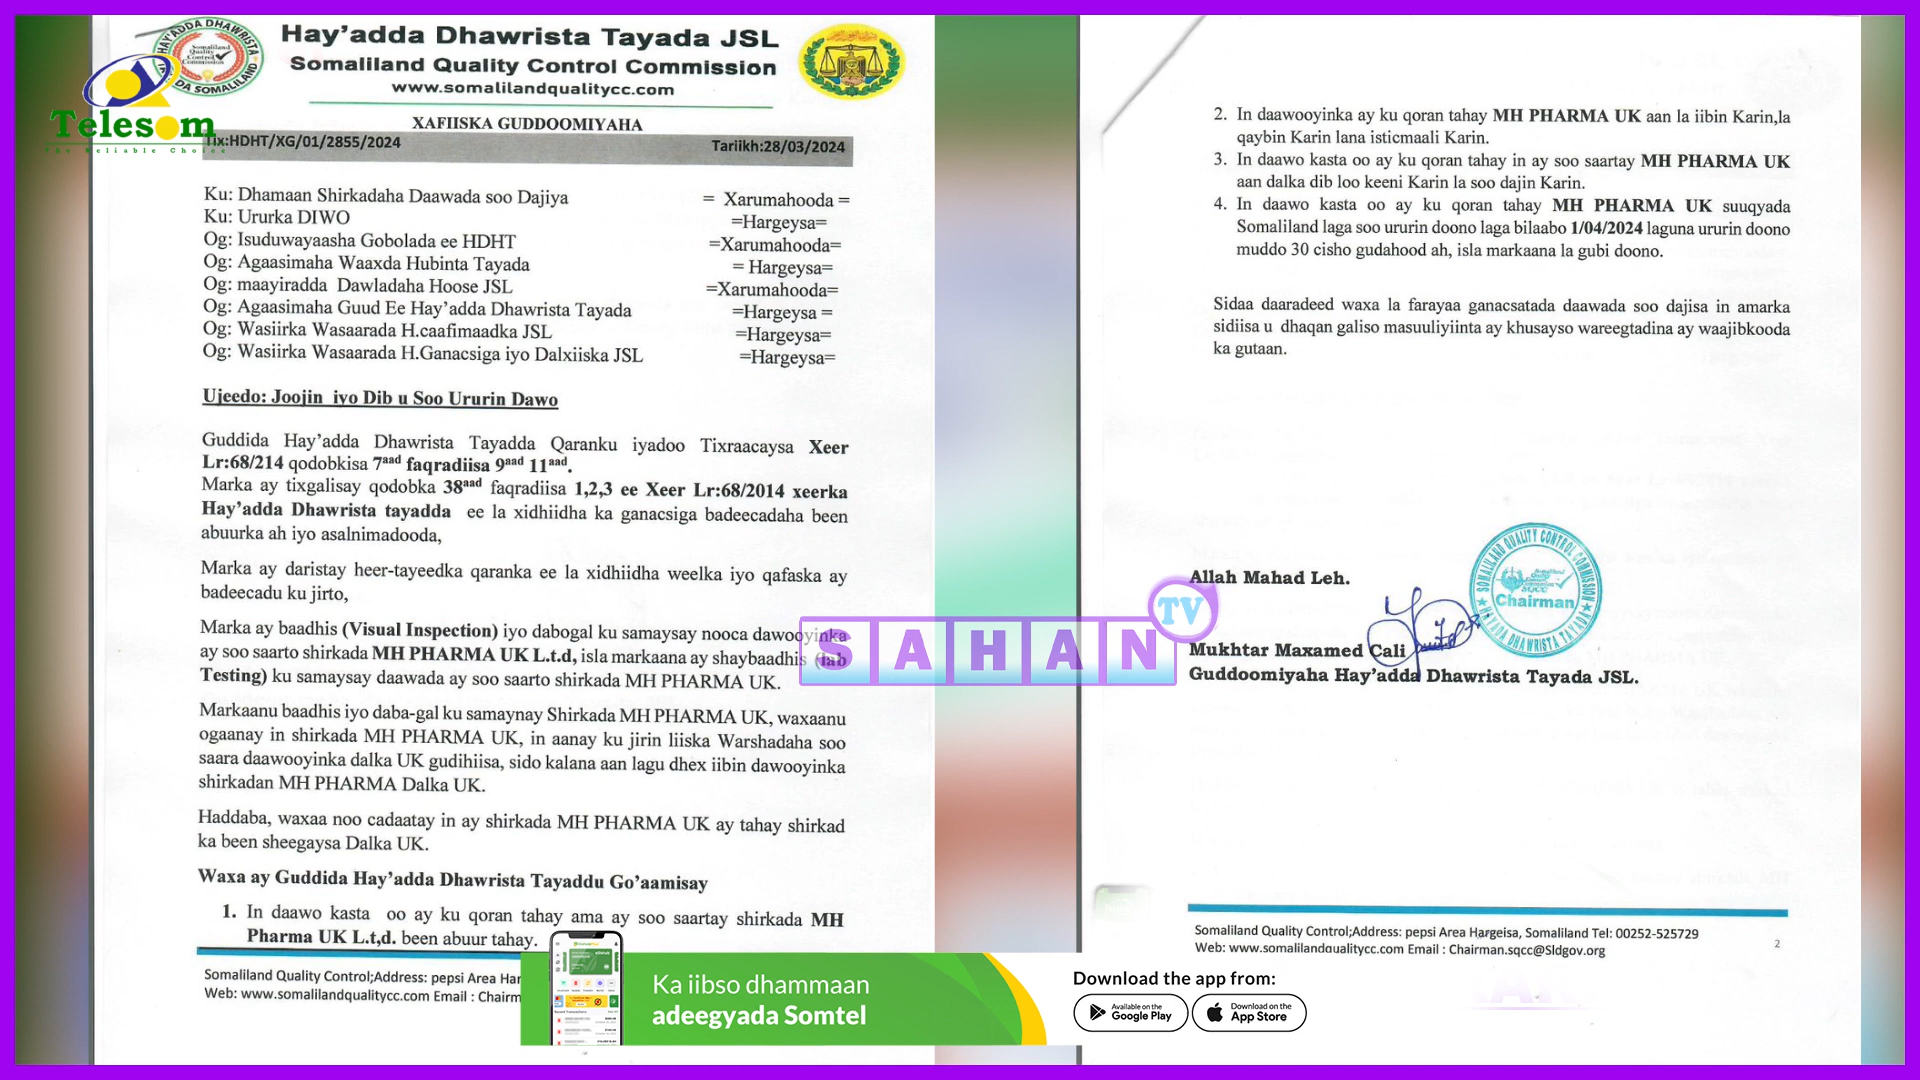 Hay'adda Dhawrista Tayada JSL
Somaliland Quality Control Commission
www.somalilandqualitycc.com
XAFIISKA GUDDOOMIYAHA
Telesom
The Reliable Choice
Tix:HDHT/XG/01/2855/2024 Tariikh:28/03/2024
Ku: Dhamaan Shirkadaha Daawada soo Dajiya = Xarumahooda =
Ku: Ururka DIWO =Hargeysa=
Og: Isuduwayaasha Gobolada ee HDHT =Xarumahooda=
Og: Agaasimaha Waaxda Hubinta Tayada = Hargeysa=
Og: maayiradda Dawladaha Hoose JSL =Xarumahooda=
Og: Agaasimaha Guud Ee Hay'adda Dhawrista Tayada =Hargeysa =
Og: Wasiirka Wasaarada H.caafimaadka JSL =Hargeysa=
Og: Wasiirka Wasaarada H.Ganacsiga iyo Dalxiiska JSL =Hargeysa=
Ujeedo: Joojin iyo Dib u Soo Ururin Dawo
Guddida Hay'adda Dhawrista Tayadda Qaranku iyadoo Tixraacaysa Xeer
Lr:68/214 qodobkisa 7aad faqradiisa 9aad 11aad.
Marka ay tixgalisay qodobka 38aad faqradiisa 1,2,3 ee Xeer Lr:68/2014 xeerka
Hay'adda Dhawrista tayadda ee la xidhiidha ka ganacsiga badeecadaha been
abuurka ah iyo asalnimadooda,
Marka ay daristay heer-tayeedka qaranka ee la xidhiidha weelka iyo qafaska ay
badeecadu ku jirto,
Marka ay baadhis (Visual Inspection) iyo dabogal ku samaysay nooca dawooyinka
ay soo saarto shirkada MH PHARMA UK L.t.d, isla markaana ay shaybaadhis (lab
Testing) ku samaysay daawada ay soo saarto shirkada MH PHARMA UK.
Markaanu baadhis iyo daba-gal ku samaynay Shirkada MH PHARMA UK, waxaanu
ogaanay in shirkada MH PHARMA UK, in aanay ku jirin liiska Warshadaha soo
saara daawooyinka dalka UK gudihiisa, sido kalana aan lagu dhex iibin dawooyinka
shirkadan MH PHARMA Dalka UK.
Haddaba, waxaa noo cadaatay in ay shirkada MH PHARMA UK ay tahay shirkad
ka been sheegaysa Dalka UK.
Waxa ay Guddida Hay'adda Dhawrista Tayaddu Go'aamisay
1. In daawo kasta oo ay ku qoran tahay ama ay soo saartay shirkada MH
Pharma UK L.t,d. been abuur tahay.
Somaliland Quality Control;Address: pepsi Area Har
Web: www.somalilandqualitycc.com Email : Chairm
2. In daawooyinka ay ku qoran tahay MH PHARMA UK aan la iibin Karin,la
qaybin Karin lana isticmaali Karin.
3. In daawo kasta oo ay ku qoran tahay in ay soo saartay MH PHARMA UK
aan dalka dib loo keeni Karin la soo dajin Karin.
4. In daawo kasta oo ay ku qoran tahay MH PHARMA UK suuqyada
Somaliland laga soo ururin doono laga bilaabo 1/04/2024 laguna ururin doono
muddo 30 cisho gudahood ah, isla markaana la gubi doono.
Sidaa daaradeed waxa la farayaa ganacsatada daawada soo dajisa in amarka
sidiisa u dhaqan galiso masuuliyiinta ay khusayso wareegtadina ay waajibkooda
ka gutaan.
Allah Mahad Leh.
SOMALILAND QUALITY CONTROL COMMISSION
Chairman
HAYADA DHAWRISTA TAYADA
Mukhtar Maxamed Cali
Guddoomiyaha Hay'adda Dhawrista Tayada JSL.
Somaliland Quality Control;Address: pepsi Area Hargeisa, Somaliland Tel: 00252-525729
Web: www.somalilandqualitycc.com Email : Chairman.sqcc@Sldgov.org
2
SAHAN TV
Ka iibso dhammaan
adeegyada Somtel
Download the app from:
Available on the
Google Play
Download on the
App Store